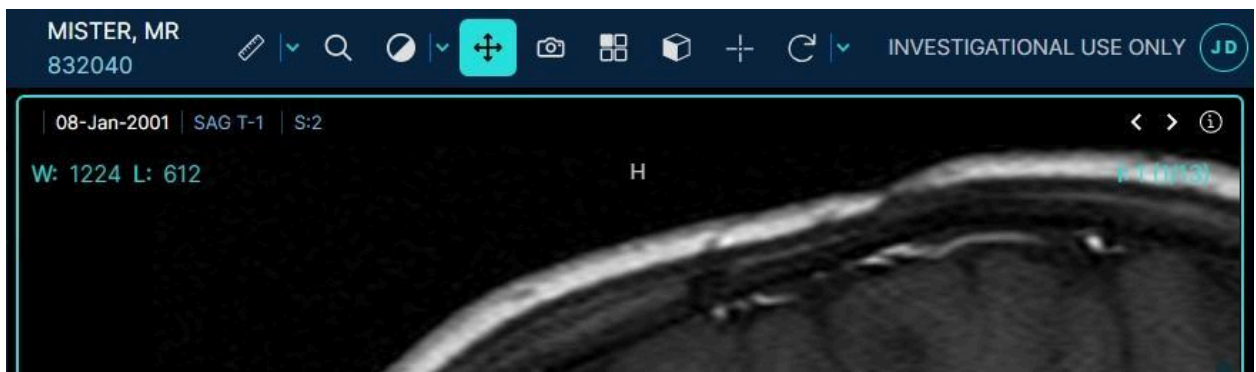 MISTER, MR
832040
INVESTIGATIONAL USE ONLY
JD
08-Jan-2001 | SAG T-1 | S:2
W: 1224 L: 612
H